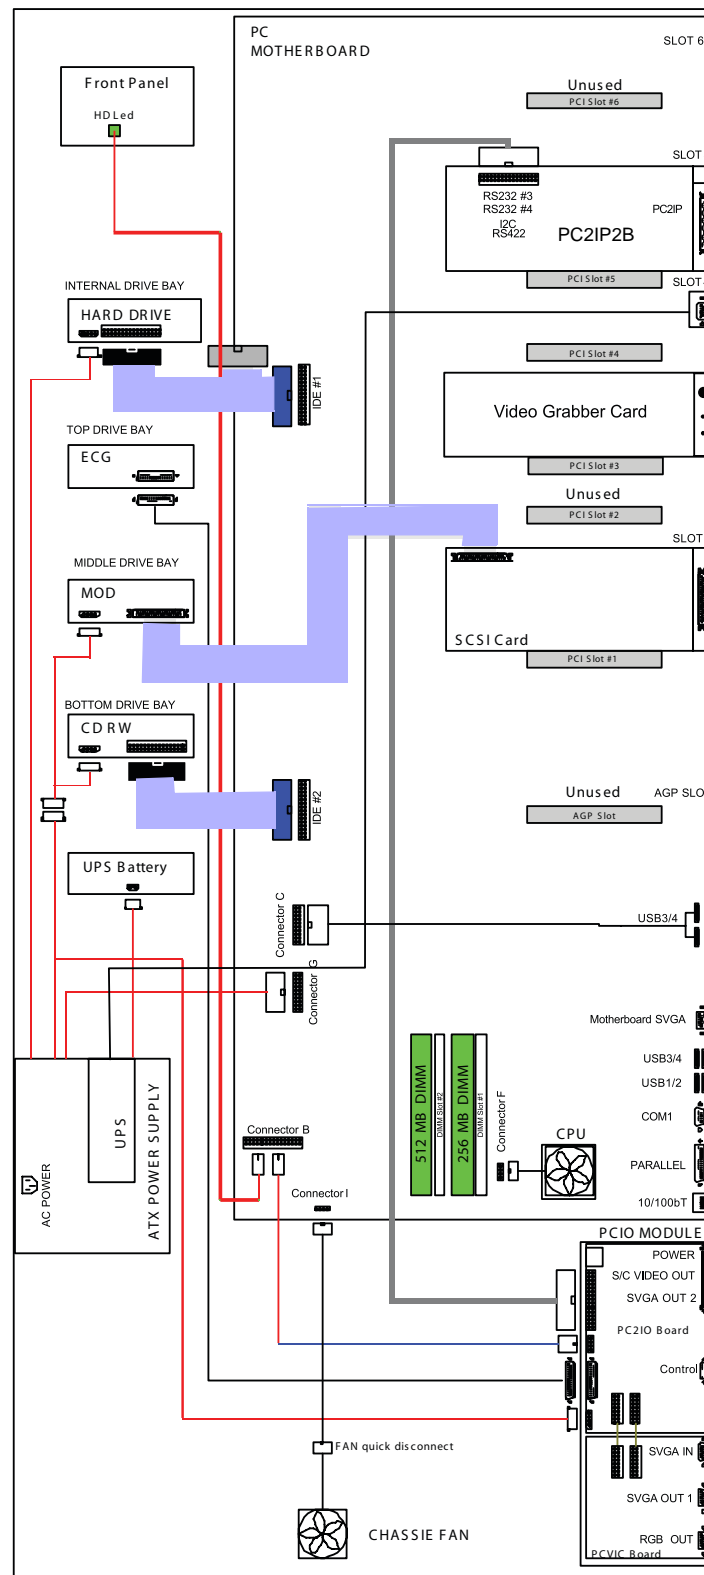 PC
MOTHERBOARD
SLOT 6
Front Panel
HD Led
Unused
PCI Slot #6
SLOT
RS232 #3
RS232 #4
I2C
RS422
PC2IP
PC2IP2B
PCI Slot #5
SLOT
INTERNAL DRIVE BAY
HARD DRIVE
IDE #1
PCI Slot #4
Video Grabber Card
PCI Slot #3
TOP DRIVE BAY
ECG
Unused
PCI Slot #2
SLOT
MIDDLE DRIVE BAY
MOD
SCSI Card
PCI Slot #1
BOTTOM DRIVE BAY
CD RW
IDE #2
Unused
AGP SLO
AGP Slot
UPS Battery
Connector C
USB3/4
Connector G
Motherboard SVGA
USB3/4
USB1/2
COM1
PARALLEL
10/100bT
512 MB DIMM
DIMM Slot #2
256 MB DIMM
DIMM Slot #1
Connector F
CPU
UPS
ATX POWER SUPPLY
AC POWER
Connector B
Connector I
PCIO MODULE
POWER
S/C VIDEO OUT
SVGA OUT 2
PC2IO Board
Control
FAN quick disconnect
SVGA IN
SVGA OUT 1
RGB OUT
PCVIC Board
CHASSIE FAN